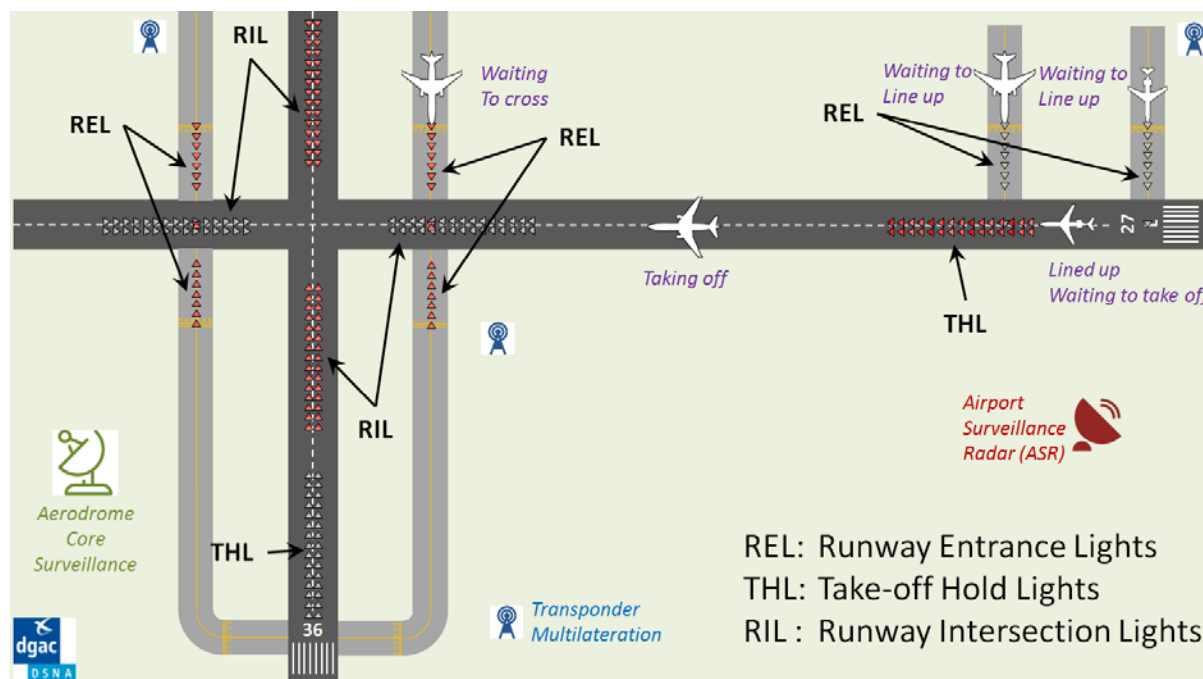 RIL
Waiting
To cross
Waiting to
Line up
Waiting to
Line up
REL
REL
REL
27
L
Taking off
Lined up
Waiting to take off
THL
RIL
Airport
Surveillance
Radar (ASR)
Aerodrome
Core
Surveillance
THL
REL: Runway Entrance Lights
THL: Take-off Hold Lights
RIL : Runway Intersection Lights
Transponder
Multilateration
36
dgac
DSNA